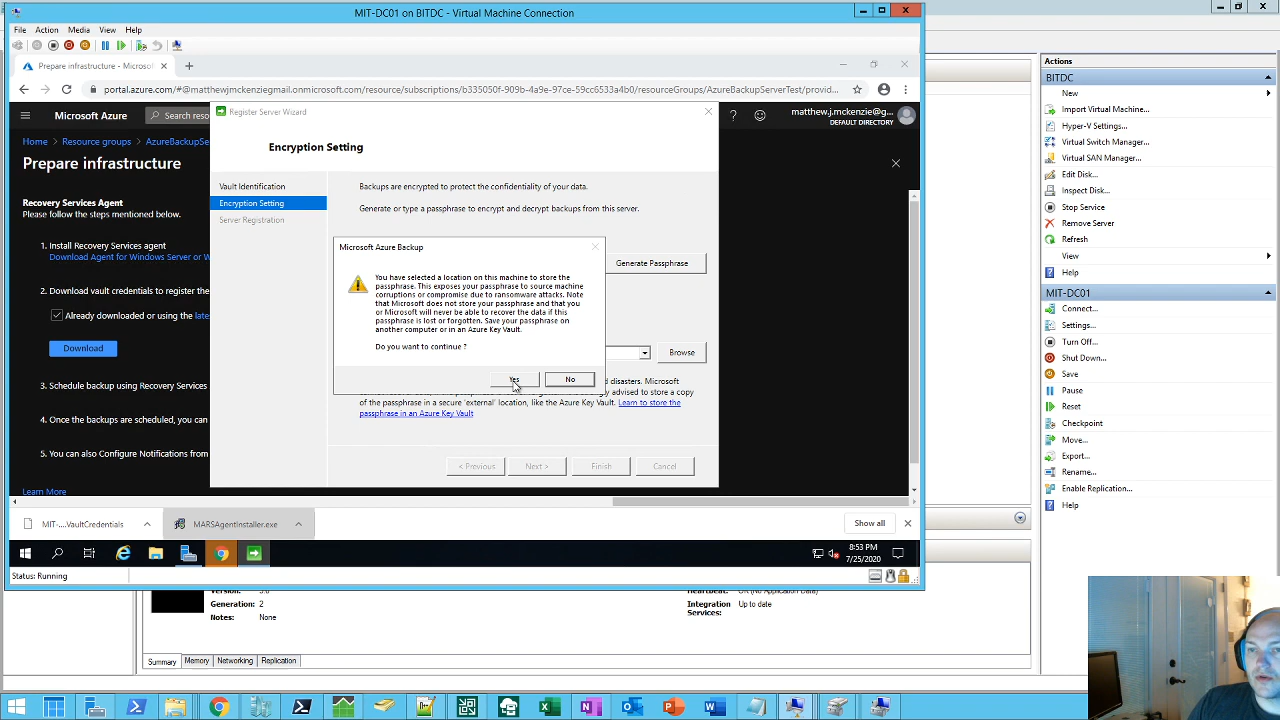 MIT-DC01 on BITDC - Virtual Machine Connection
File Action Media View Help
Prepare infrastructure - Microsof
portal.azure.com/#@matthewjmckenziegmail.onmicrosoft.com/resource/subscriptions/b335050f-909b-4a9e-97ce-59cc6533a4b0/resourceGroups/AzureBackupServerTest/provid...
Microsoft Azure
Search reso
matthew.j.mckenzie@g...
DEFAULT DIRECTORY
Home > Resource groups > AzureBackupSe
Prepare infrastructure
Recovery Services Agent
Please follow the steps mentioned below.
1. Install Recovery Services agent
Download Agent for Windows Server or W
2. Download vault credentials to register the
Already downloaded or using the late
Download
3. Schedule backup using Recovery Services
4. Once the backups are scheduled, you can
5. You can also Configure Notifications from
Learn More
Register Server Wizard
Encryption Setting
Vault Identification
Encryption Setting
Server Registration
Backups are encrypted to protect the confidentiality of your data.
Generate or type a passphrase to encrypt and decrypt backups from this server.
Generate Passphrase
Browse
Microsoft Azure Backup
You have selected a location on this machine to store the
passphrase. This exposes your passphrase to source machine
corruptions or compromise due to ransomware attacks. Note
that Microsoft does not store your passphrase and that you
or Microsoft will never be able to recover the data if this
passphrase is lost or forgotten. Save your passphrase on
another computer or in an Azure Key Vault.
Do you want to continue ?
Yes No
d disasters. Microsoft
gly advised to store a copy
of the passphrase in a secure 'external' location, like the Azure Key Vault. Learn to store the
passphrase in an Azure Key Vault
< Previous Next > Finish Cancel
MIT-....VaultCredentials
MARSAgentInstaller.exe
Show all
8:53 PM
7/25/2020
Status: Running
Generation: 2
Notes: None
Integration Up to date
Services:
Summary Memory Networking Replication
Actions
BITDC
New
Import Virtual Machine...
Hyper-V Settings...
Virtual Switch Manager...
Virtual SAN Manager...
Edit Disk...
Inspect Disk...
Stop Service
Remove Server
Refresh
View
Help
MIT-DC01
Connect...
Settings...
Turn Off...
Shut Down...
Save
Pause
Reset
Checkpoint
Move...
Export...
Rename...
Enable Replication...
Help